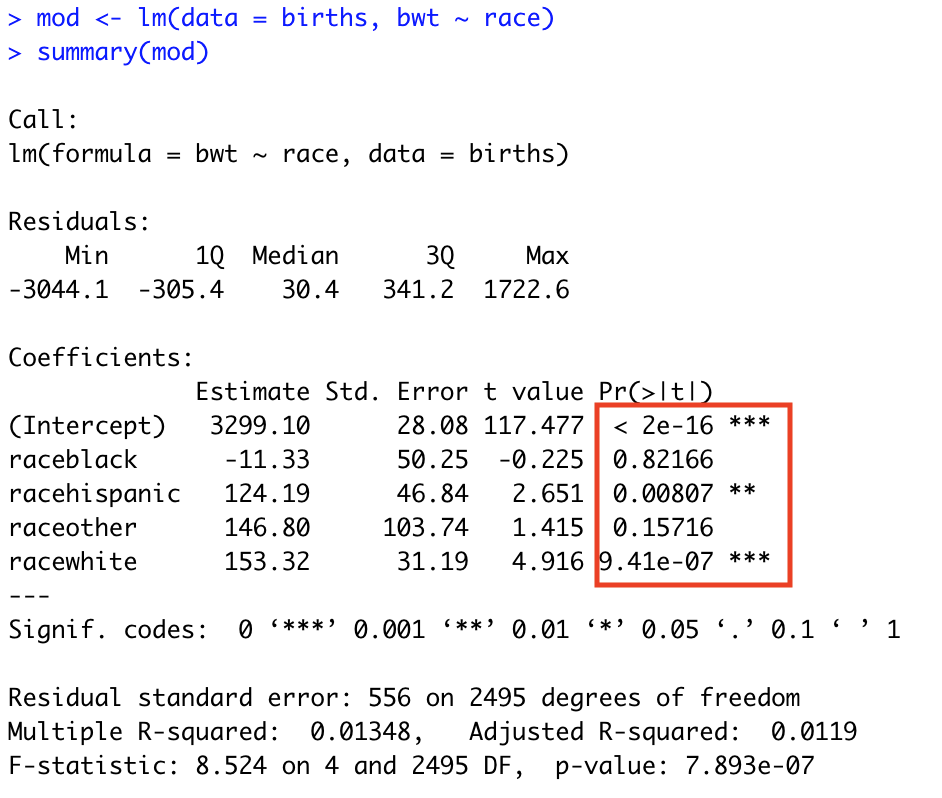 > mod <- lm(data = births, bwt ~ race)
> summary(mod)
Call:
lm(formula = bwt ~ race, data = births)
Residuals:
    Min      1Q  Median      3Q     Max
-3044.1  -305.4    30.4   341.2  1722.6
Coefficients:
             Estimate Std. Error t value Pr(>|t|)
(Intercept)   3299.10      28.08 117.477  < 2e-16 ***
raceblack      -11.33      50.25  -0.225  0.82166
racehispanic   124.19      46.84   2.651  0.00807 **
raceother      146.80     103.74   1.415  0.15716
racewhite      153.32      31.19   4.916 9.41e-07 ***
---
Signif. codes:  0 ‘***’ 0.001 ‘**’ 0.01 ‘*’ 0.05 ‘.’ 0.1 ‘ ’ 1
Residual standard error: 556 on 2495 degrees of freedom
Multiple R-squared:  0.01348,   Adjusted R-squared:  0.0119
F-statistic: 8.524 on 4 and 2495 DF,  p-value: 7.893e-07